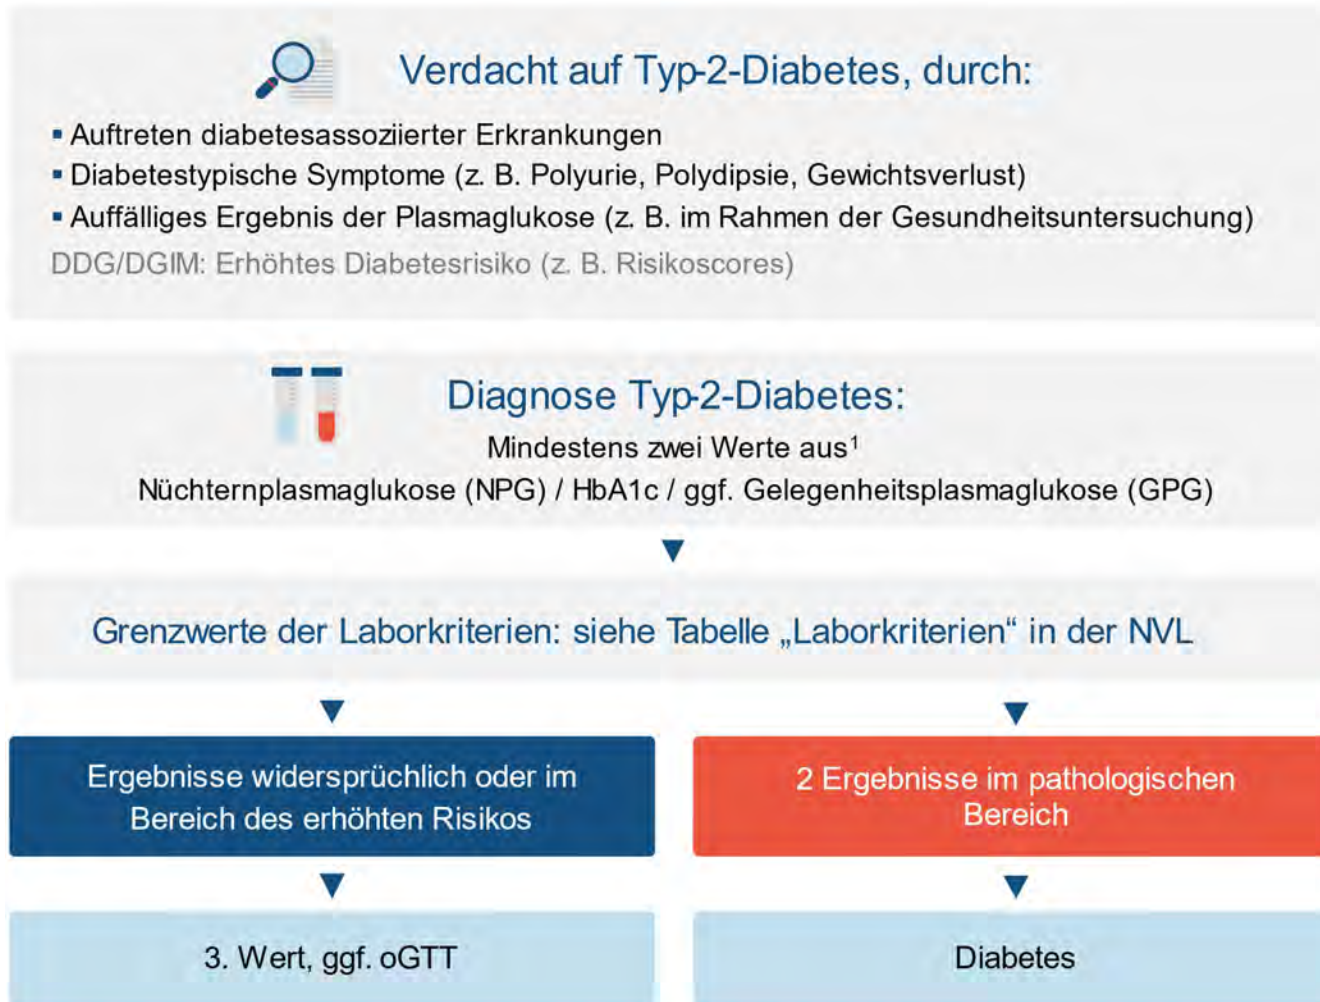 Verdacht auf Typ-2-Diabetes, durch:
▪ Auftreten diabetesassoziierter Erkrankungen
▪ Diabetestypische Symptome (z. B. Polyurie, Polydipsie, Gewichtsverlust)
▪ Auffälliges Ergebnis der Plasmaglukose (z. B. im Rahmen der Gesundheitsuntersuchung)
DDG/DGIM: Erhöhtes Diabetesrisiko (z. B. Risikoscores)
Diagnose Typ-2-Diabetes:
Mindestens zwei Werte aus¹
Nüchternplasmaglukose (NPG) / HbA1c / ggf. Gelegenheitsplasmaglukose (GPG)
Grenzwerte der Laborkriterien: siehe Tabelle „Laborkriterien“ in der NVL
Ergebnisse widersprüchlich oder im
Bereich des erhöhten Risikos
2 Ergebnisse im pathologischen
Bereich
3. Wert, ggf. oGTT
Diabetes